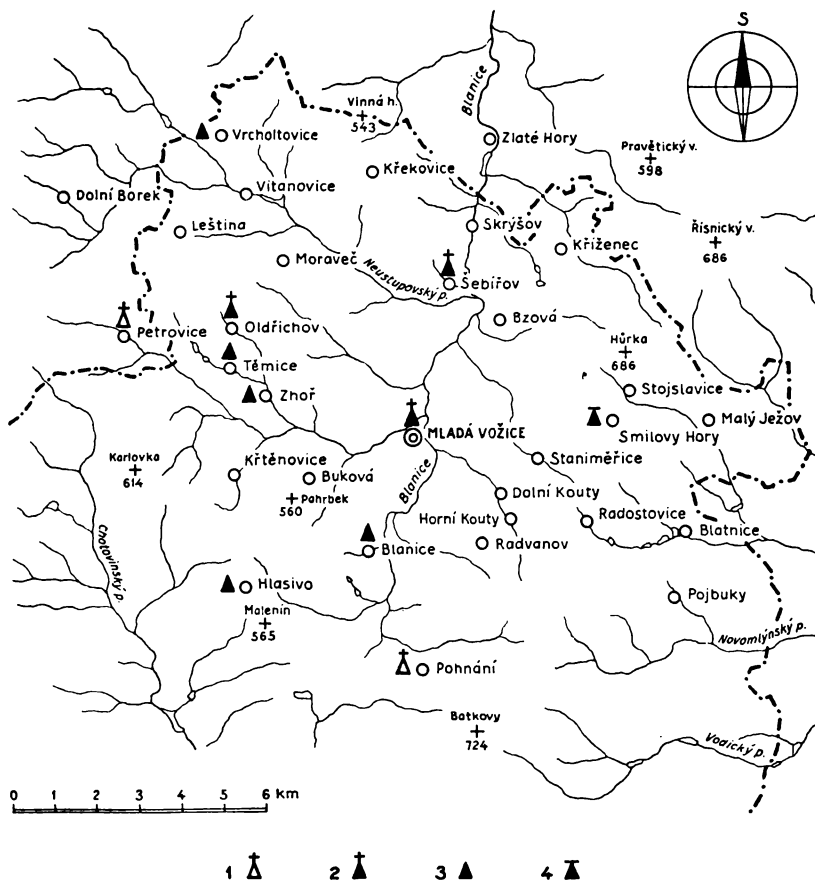 S
Blanice
Vinná h.
543
Vrcholtovice
Zlaté Hory
Pravětický v.
598
Křekovice
Dolní Borek
Vitanovice
Leština
Skrýšov
Řísnický v.
686
Křiženec
Moraveč
Neustupovský p.
Šebířov
Petrovice
Oldřichov
Bzová
Hůrka
686
Těmice
Zhoř
Stojslavice
MLADÁ VOŽICE
Smilovy Hory
Malý Ježov
Karlovka
614
Křtěnovice
Buková
Blanice
Staniměřice
560
Pahrbek
Dolní Kouty
Horní Kouty
Radostovice
Blatnice
Chotovinský p.
Blanice
Radvanov
Hlasivo
Pojbuky
Malenín
565
Novomlýnský p.
Pohnání
Batkovy
724
Vodický p.
0 1 2 3 4 5 6 km
1 2 3 4